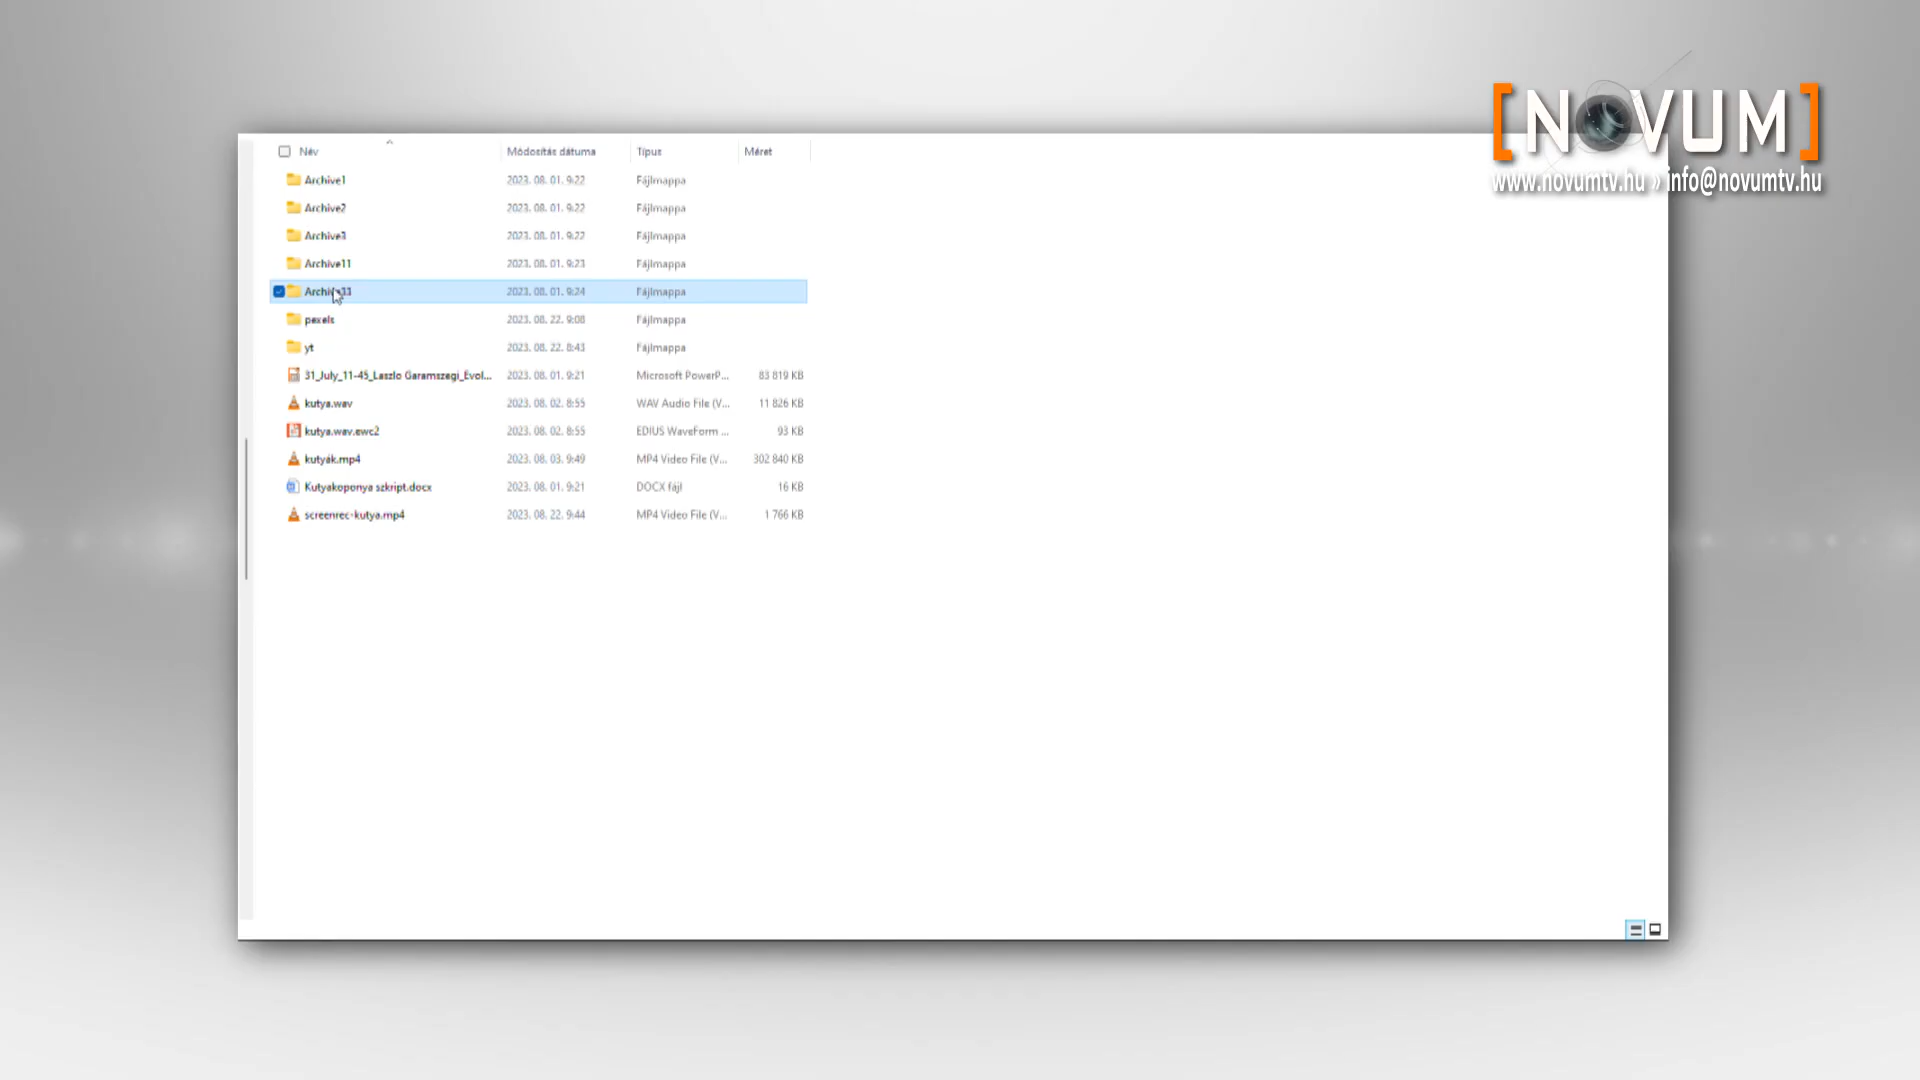 [NOVUM]
www.novumtv.hu » info@novumtv.hu
Név Módosítás dátuma Típus Méret
Archive1 2023. 08. 01. 9:22 Fájlmappa
Archive2 2023. 08. 01. 9:22 Fájlmappa
Archive3 2023. 08. 01. 9:22 Fájlmappa
Archive11 2023. 08. 01. 9:23 Fájlmappa
Archive33 2023. 08. 01. 9:24 Fájlmappa
pexels 2023. 08. 22. 9:08 Fájlmappa
yt 2023. 08. 22. 8:43 Fájlmappa
31_July_11-45_Laszlo Garamszegi_Evol... 2023. 08. 01. 9:21 Microsoft PowerP... 83 819 KB
kutya.wav 2023. 08. 02. 8:55 WAV Audio File (V... 11 826 KB
kutya.wav.ewc2 2023. 08. 02. 8:55 EDIUS WaveForm ... 93 KB
kutyák.mp4 2023. 08. 03. 9:49 MP4 Video File (V... 302 840 KB
Kutyakoponya szkript.docx 2023. 08. 01. 9:21 DOCX fájl 16 KB
screenrec-kutya.mp4 2023. 08. 22. 9:44 MP4 Video File (V... 1 766 KB